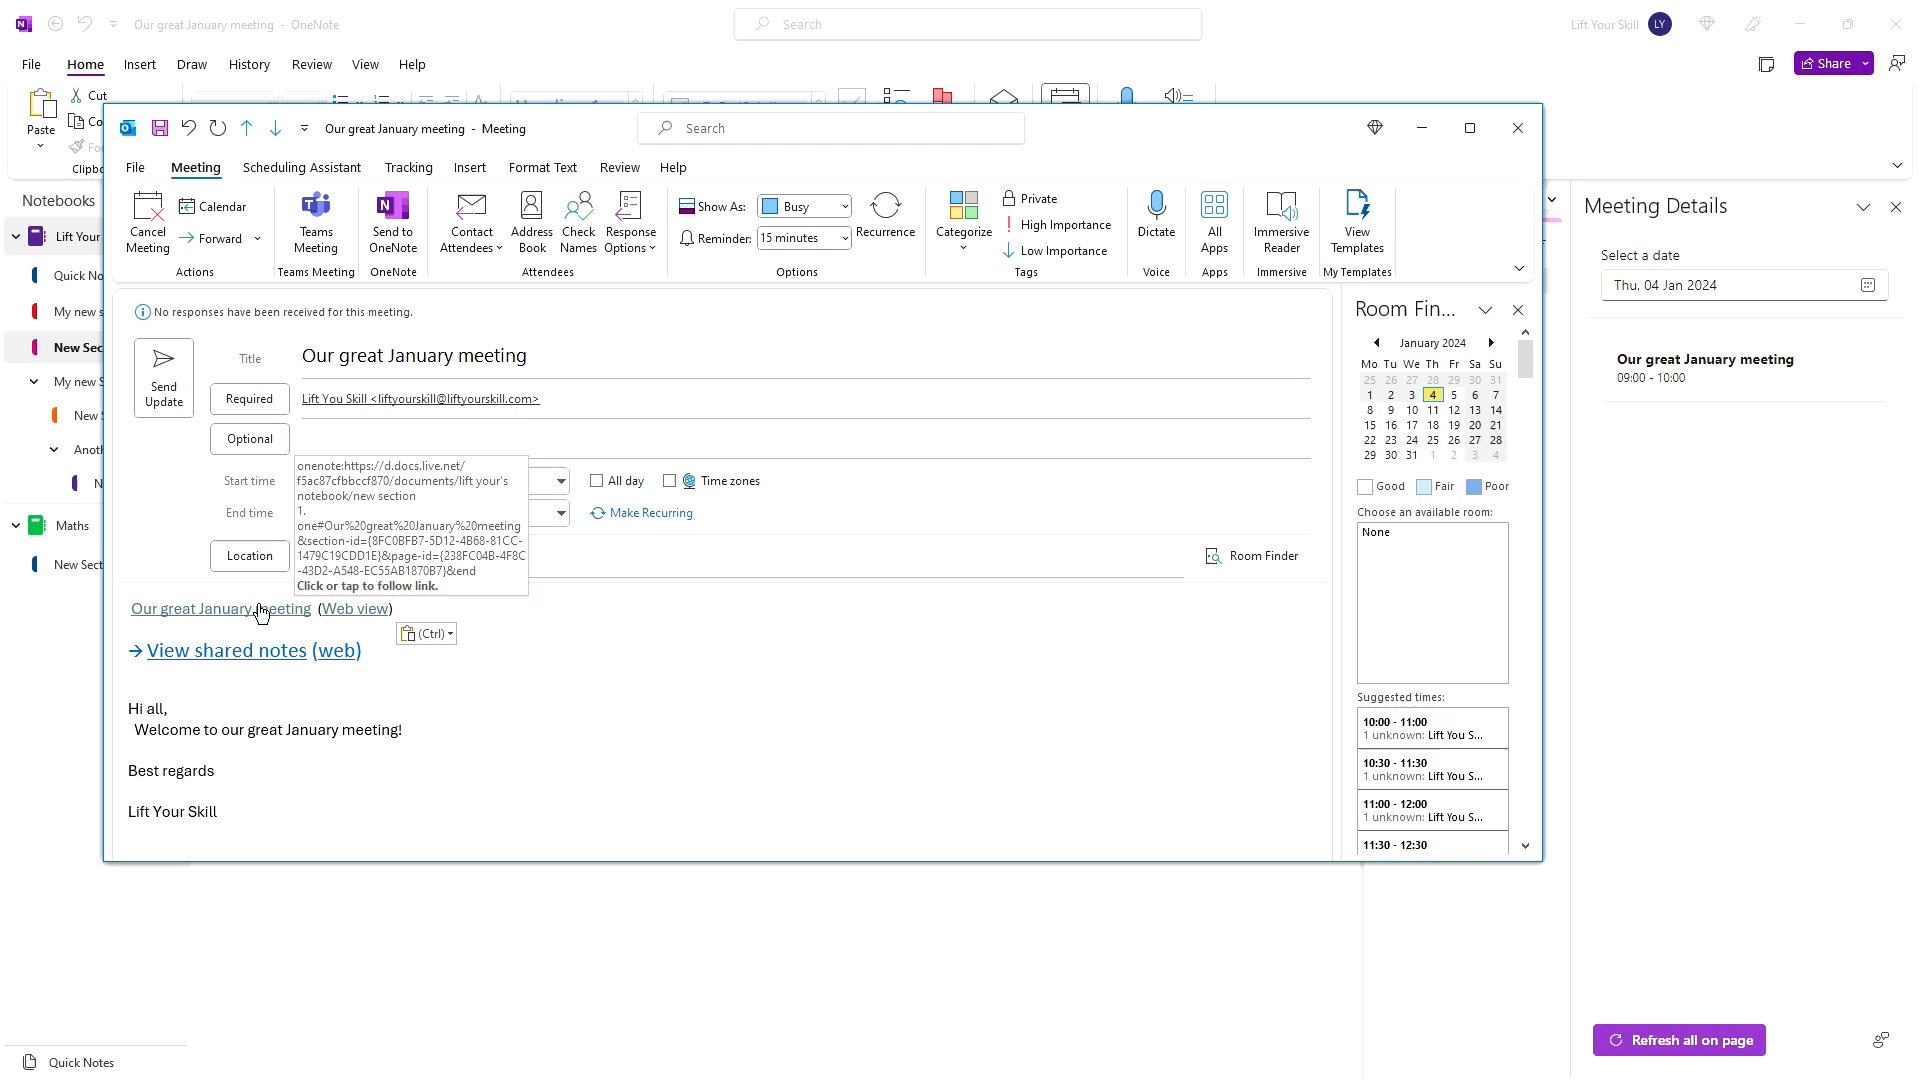 Our great January meeting - OneNote
Search
Lift Your Skill
LY
File
Home
Insert
Draw
History
Review
View
Help
Share
Paste
Cut
Co
Fo
Clipbo
Our great January meeting - Meeting
Search
File
Meeting
Scheduling Assistant
Tracking
Insert
Format Text
Review
Help
Cancel
Meeting
Calendar
Forward
Actions
Teams
Meeting
Teams Meeting
Send to
OneNote
OneNote
Contact
Attendees
Address
Book
Check
Names
Response
Options
Attendees
Show As:
Busy
Reminder:
15 minutes
Recurrence
Options
Categorize
Private
High Importance
Low Importance
Tags
Dictate
Voice
All
Apps
Apps
Immersive
Reader
Immersive
View
Templates
My Templates
Notebooks
Lift Your
Quick No
My new s
New Sec
My new S
New S
Anoth
N
Maths
New Sect
Quick Notes
No responses have been received for this meeting.
Send
Update
Title
Our great January meeting
Required
Lift You Skill <liftyourskill@liftyourskill.com>
Optional
Start time
All day
Time zones
End time
Make Recurring
Location
Room Finder
onenote:https://d.docs.live.net/
f5ac87cfbbccf870/documents/lift your's
notebook/new section
1.
one#Our%20great%20January%20meeting
&section-id={8FC0BFB7-5D12-4B68-81CC-
1479C19CDD1E}&page-id={238FC04B-4F8C
-43D2-A548-EC55AB1870B7}&end
Click or tap to follow link.
Our great January meeting (Web view)
(Ctrl)
→ View shared notes (web)
Hi all,
Welcome to our great January meeting!
Best regards
Lift Your Skill
Room Fin...
January 2024
Mo Tu We Th Fr Sa Su
25 26 27 28 29 30 31
1 2 3 4 5 6 7
8 9 10 11 12 13 14
15 16 17 18 19 20 21
22 23 24 25 26 27 28
29 30 31 1 2 3 4
Good
Fair
Poor
Choose an available room:
None
Suggested times:
10:00 - 11:00
1 unknown: Lift You S...
10:30 - 11:30
1 unknown: Lift You S...
11:00 - 12:00
1 unknown: Lift You S...
11:30 - 12:30
Meeting Details
Select a date
Thu, 04 Jan 2024
Our great January meeting
09:00 - 10:00
Refresh all on page